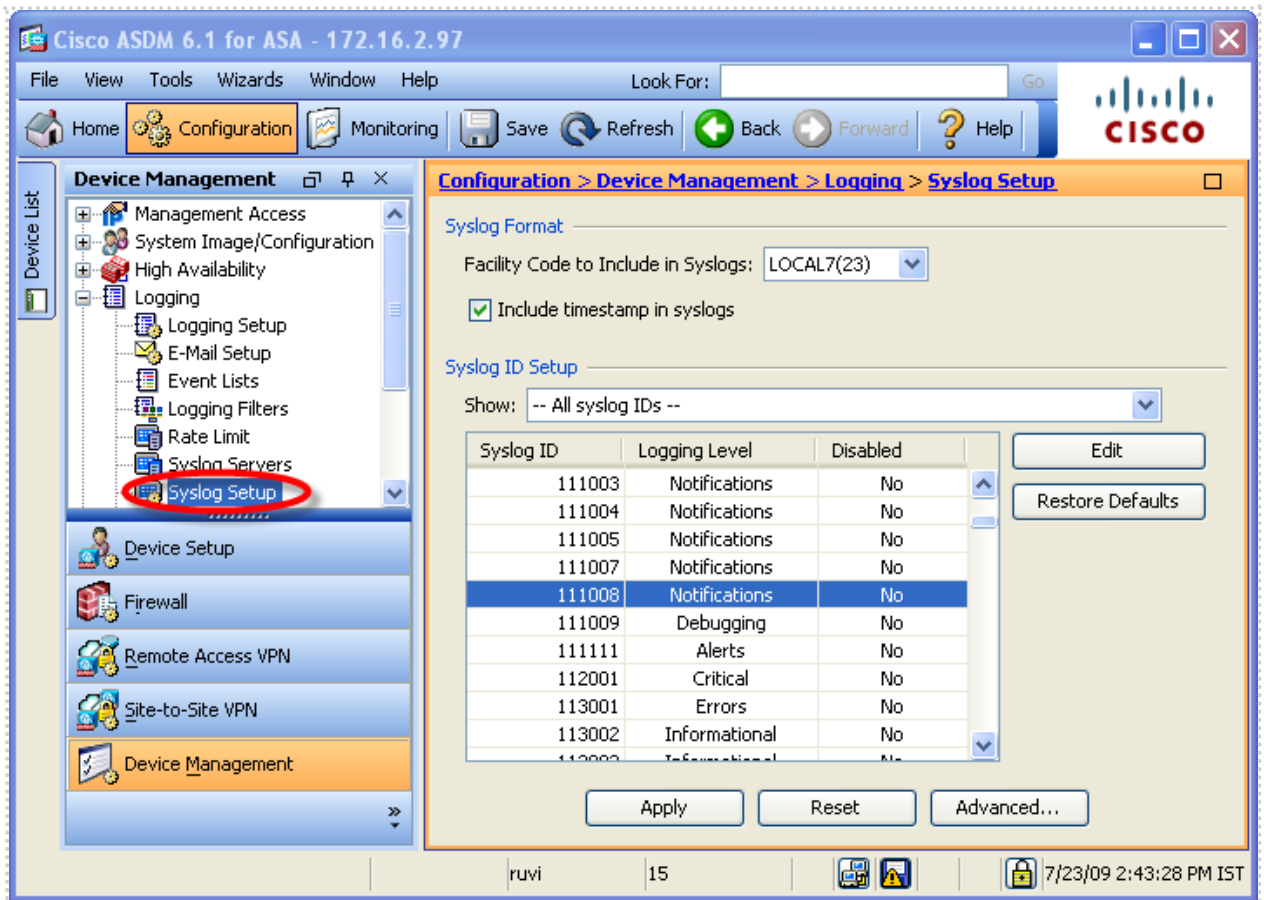 Cisco ASDM 6.1 for ASA - 172.16.2.97
File View Tools Wizards Window Help Look For: Go
Home Configuration Monitoring Save Refresh Back Forward Help
CISCO
Device List
Device Management
Management Access
System Image/Configuration
High Availability
Logging
Logging Setup
E-Mail Setup
Event Lists
Logging Filters
Rate Limit
Syslog Servers
Syslog Setup
Device Setup
Firewall
Remote Access VPN
Site-to-Site VPN
Device Management
Configuration > Device Management > Logging > Syslog Setup
Syslog Format
Facility Code to Include in Syslogs: LOCAL7(23)
Include timestamp in syslogs
Syslog ID Setup
Show: -- All syslog IDs --
Syslog ID Logging Level Disabled
111003 Notifications No
111004 Notifications No
111005 Notifications No
111007 Notifications No
111008 Notifications No
111009 Debugging No
111111 Alerts No
112001 Critical No
113001 Errors No
113002 Informational No
Edit
Restore Defaults
Apply Reset Advanced...
ruvi 15 7/23/09 2:43:28 PM IST